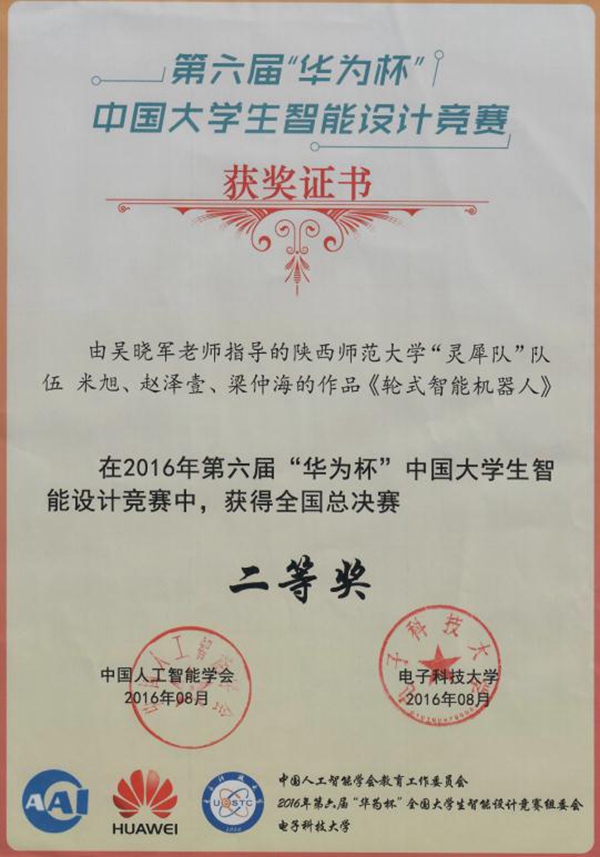 第六届“华为杯”
中国大学生智能设计竞赛
获奖证书
由吴晓军老师指导的陕西师范大学“灵犀队”队
伍 米旭、赵泽壹、梁仲海的作品《轮式智能机器人》
在2016年第六届“华为杯”中国大学生智
能设计竞赛中，获得全国总决赛
二等奖
中国人工智能学会
2016年08月
电子科技大学
2016年08月
电子科技大学
CAAI
HUAWEI
UESTC
1956
中国人工智能学会教育工作委员会
2016年第六届“华为杯”全国大学生智能设计竞赛组委会
电子科技大学